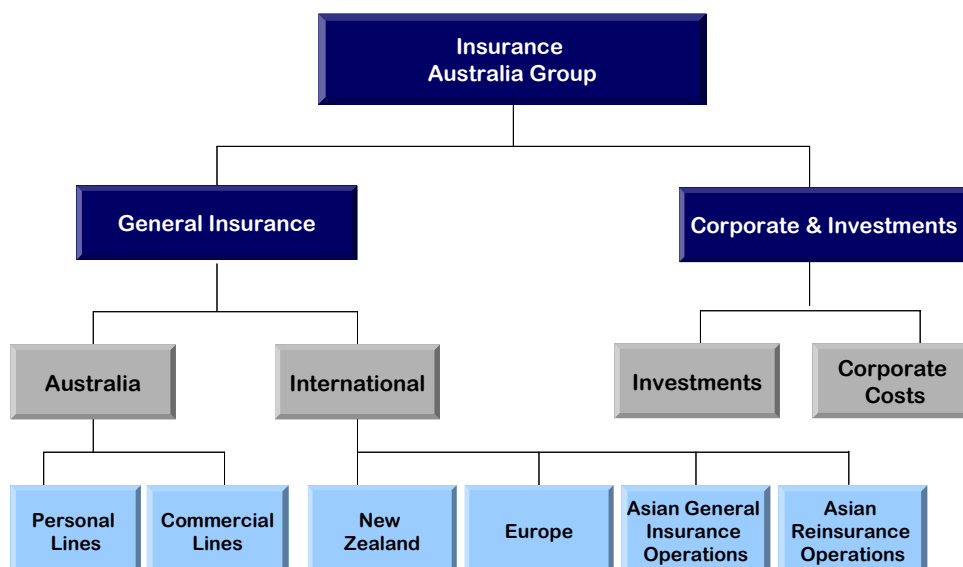 Insurance
Australia Group
General Insurance
Corporate & Investments
Australia
International
Investments
Corporate
Costs
Personal
Lines
Commercial
Lines
New
Zealand
Europe
Asian General
Insurance
Operations
Asian
Reinsurance
Operations